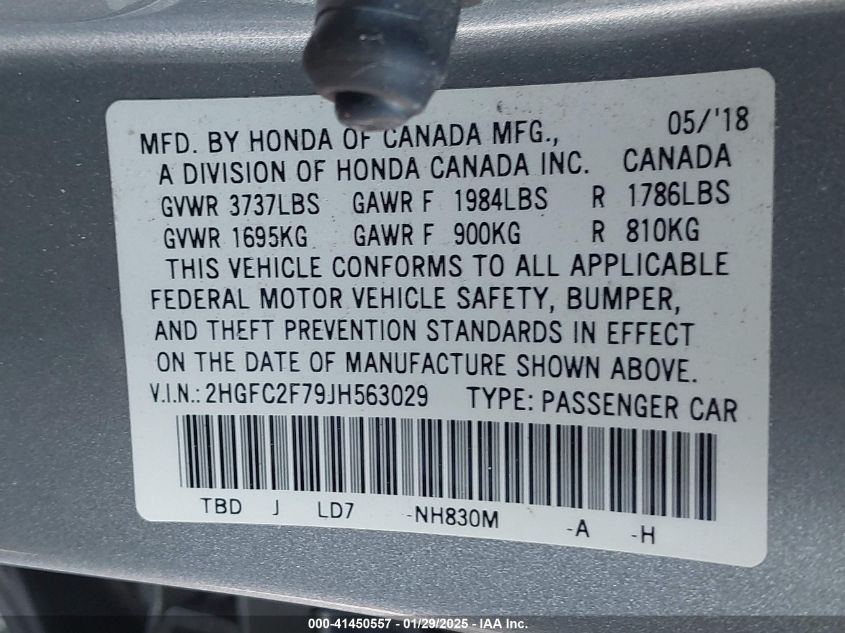 MFD. BY HONDA OF CANADA MFG., 05/'18
A DIVISION OF HONDA CANADA INC. CANADA
GVWR 3737LBS GAWR F 1984LBS R 1786LBS
GVWR 1695KG GAWR F 900KG R 810KG
THIS VEHICLE CONFORMS TO ALL APPLICABLE
FEDERAL MOTOR VEHICLE SAFETY, BUMPER,
AND THEFT PREVENTION STANDARDS IN EFFECT
ON THE DATE OF MANUFACTURE SHOWN ABOVE.
V.I.N.: 2HGFC2F79JH563029 TYPE: PASSENGER CAR
TBD J LD7 -NH830M -A -H
000-41450557 - 01/29/2025 - IAA Inc.